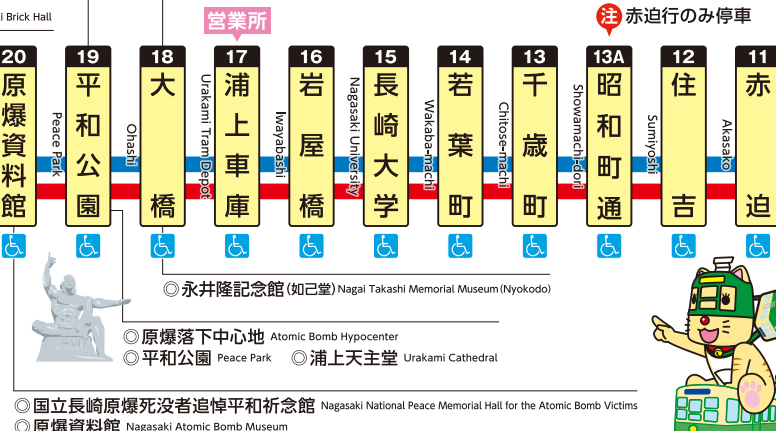 i Brick Hall
営業所
注 赤迫行のみ停車
20 原爆資料館
Peace Park
19 平和公園
Ohashi
18 大橋
Urakami Tram Depot
17 浦上車庫
Iwayabashi
16 岩屋橋
Nagasaki University
15 長崎大学
Wakaba-machi
14 若葉町
Chitose-machi
13 千歳町
Showamachi-dori
13A 昭和町通
Sumiyoshi
12 住吉
Akasako
11 赤迫
◎永井隆記念館(如己堂) Nagai Takashi Memorial Museum (Nyokodo)
◎原爆落下中心地 Atomic Bomb Hypocenter
◎平和公園 Peace Park ◎浦上天主堂 Urakami Cathedral
◎国立長崎原爆死没者追悼平和祈念館 Nagasaki National Peace Memorial Hall for the Atomic Bomb Victims
◎原爆資料館 Nagasaki Atomic Bomb Museum